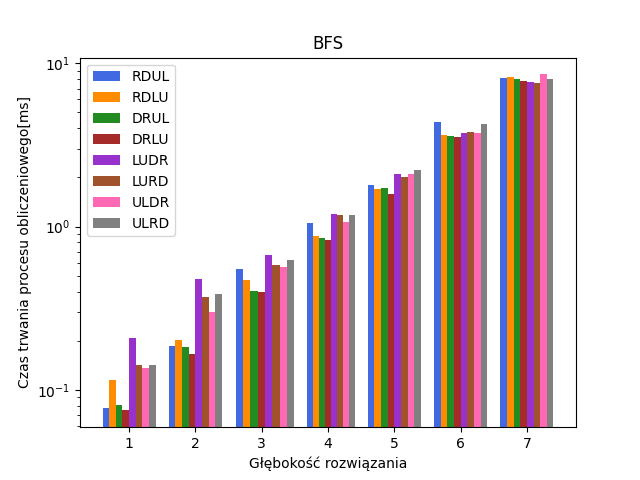 BFS
Czas trwania procesu obliczeniowego[ms]
10¹
10⁰
10⁻¹
RDUL
RDLU
DRUL
DRLU
LUDR
LURD
ULDR
ULRD
1 2 3 4 5 6 7
Głębokość rozwiązania